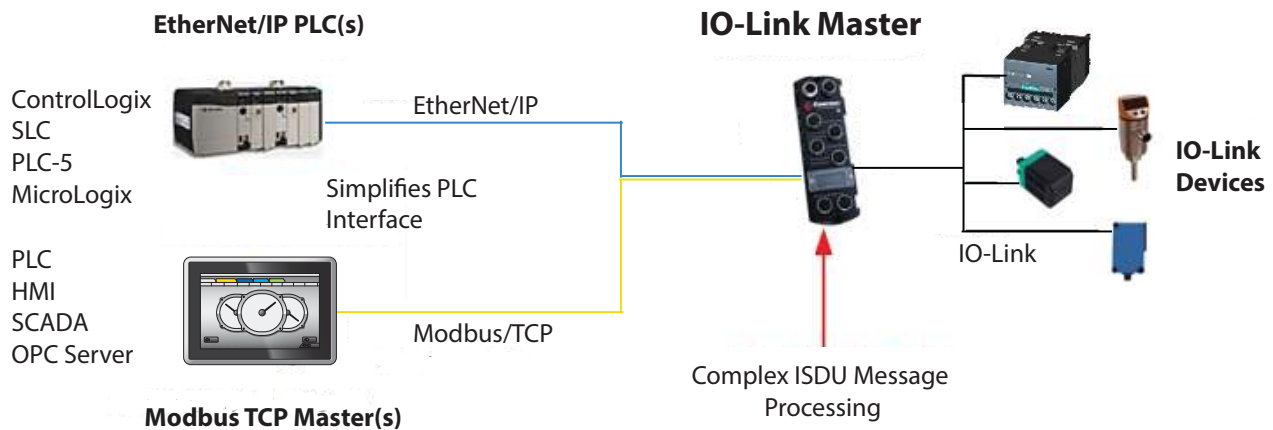 EtherNet/IP PLC(s)
IO-Link Master
ControlLogix
SLC
PLC-5
MicroLogix
EtherNet/IP
Simplifies PLC
Interface
IO-Link
Devices
PLC
HMI
SCADA
OPC Server
IO-Link
Modbus/TCP
Complex ISDU Message
Processing
Modbus TCP Master(s)